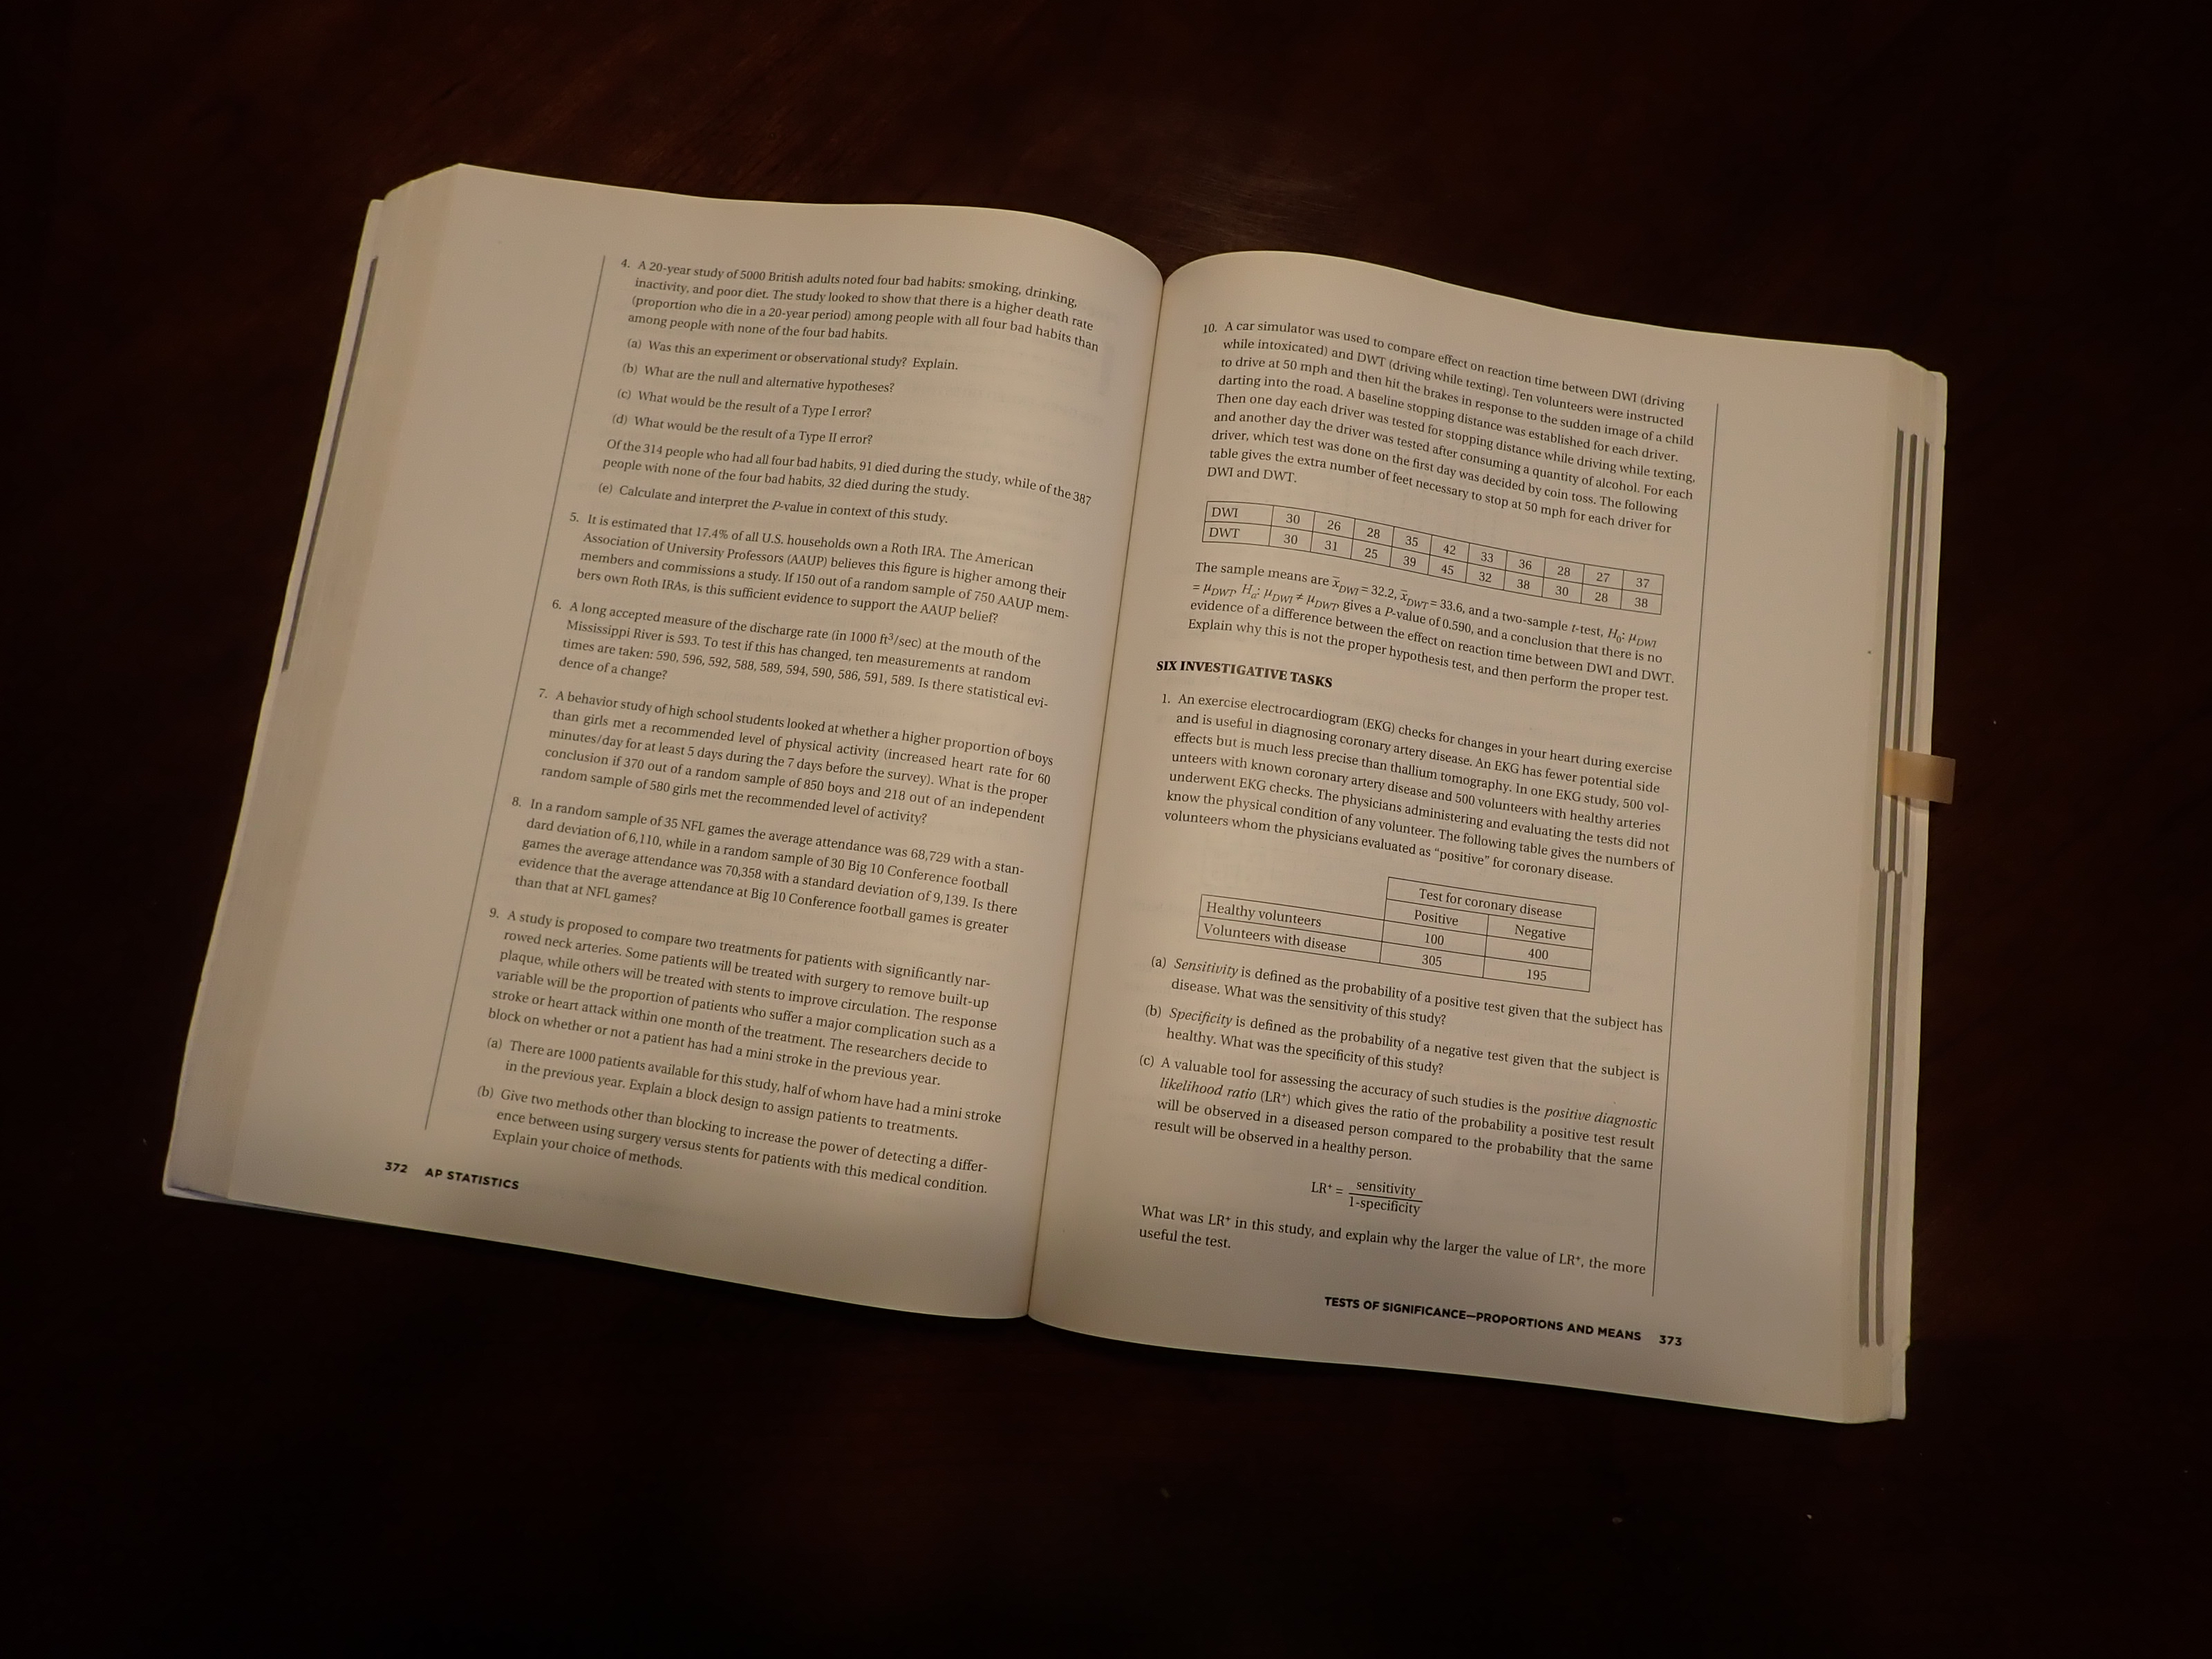 4. A 20-year study of 5000 British adults noted four bad habits: smoking, drinking,
inactivity, and poor diet. The study looked to show that there is a higher death rate
(proportion who die in a 20-year period) among people with all four bad habits than
among people with none of the four bad habits.
(a) Was this an experiment or observational study? Explain.
(b) What are the null and alternative hypotheses?
(c) What would be the result of a Type I error?
(d) What would be the result of a Type II error?
Of the 314 people who had all four bad habits, 91 died during the study, while of the 387
people with none of the four bad habits, 32 died during the study.
(e) Calculate and interpret the P-value in context of this study.
5. It is estimated that 17.4% of all U.S. households own a Roth IRA. The American
Association of University Professors (AAUP) believes this figure is higher among their
members and commissions a study. If 150 out of a random sample of 750 AAUP mem-
bers own Roth IRAs, is this sufficient evidence to support the AAUP belief?
6. A long accepted measure of the discharge rate (in 1000 ft³/sec) at the mouth of the
Mississippi River is 593. To test if this has changed, ten measurements at random
times are taken: 590, 596, 592, 588, 589, 594, 590, 586, 591, 589. Is there statistical evi-
dence of a change?
7. A behavior study of high school students looked at whether a higher proportion of boys
than girls met a recommended level of physical activity (increased heart rate for 60
minutes/day for at least 5 days during the 7 days before the survey). What is the proper
conclusion if 370 out of a random sample of 850 boys and 218 out of an independent
random sample of 580 girls met the recommended level of activity?
8. In a random sample of 35 NFL games the average attendance was 68,729 with a stan-
dard deviation of 6,110, while in a random sample of 30 Big 10 Conference football
games the average attendance was 70,358 with a standard deviation of 9,139. Is there
evidence that the average attendance at Big 10 Conference football games is greater
than that at NFL games?
9. A study is proposed to compare two treatments for patients with significantly nar-
rowed neck arteries. Some patients will be treated with surgery to remove built-up
plaque, while others will be treated with stents to improve circulation. The response
variable will be the proportion of patients who suffer a major complication such as a
stroke or heart attack within one month of the treatment. The researchers decide to
block on whether or not a patient has had a mini stroke in the previous year.
(a) There are 1000 patients available for this study, half of whom have had a mini stroke
in the previous year. Explain a block design to assign patients to treatments.
(b) Give two methods other than blocking to increase the power of detecting a differ-
ence between using surgery versus stents for patients with this medical condition.
Explain your choice of methods.
372 AP STATISTICS
10. A car simulator was used to compare effect on reaction time between DWI (driving
while intoxicated) and DWT (driving while texting). Ten volunteers were instructed
to drive at 50 mph and then hit the brakes in response to the sudden image of a child
darting into the road. A baseline stopping distance was established for each driver.
Then one day each driver was tested for stopping distance while driving while texting,
and another day the driver was tested after consuming a quantity of alcohol. For each
driver, which test was done on the first day was decided by coin toss. The following
table gives the extra number of feet necessary to stop at 50 mph for each driver for
DWI and DWT.
DWI 30 26 28 35 42 33 36 28 27 37
DWT 30 31 25 39 45 32 38 30 28 38
The sample means are x̄DWI = 32.2, x̄DWT = 33.6, and a two-sample t-test, H0: μDWI
= μDWT, Ha: μDWI ≠ μDWT, gives a P-value of 0.590, and a conclusion that there is no
evidence of a difference between the effect on reaction time between DWI and DWT.
Explain why this is not the proper hypothesis test, and then perform the proper test.
SIX INVESTIGATIVE TASKS
1. An exercise electrocardiogram (EKG) checks for changes in your heart during exercise
and is useful in diagnosing coronary artery disease. An EKG has fewer potential side
effects but is much less precise than thallium tomography. In one EKG study, 500 vol-
unteers with known coronary artery disease and 500 volunteers with healthy arteries
underwent EKG checks. The physicians administering and evaluating the tests did not
know the physical condition of any volunteer. The following table gives the numbers of
volunteers whom the physicians evaluated as “positive” for coronary disease.
Test for coronary disease
Positive Negative
Healthy volunteers 100 400
Volunteers with disease 305 195
(a) Sensitivity is defined as the probability of a positive test given that the subject has
disease. What was the sensitivity of this study?
(b) Specificity is defined as the probability of a negative test given that the subject is
healthy. What was the specificity of this study?
(c) A valuable tool for assessing the accuracy of such studies is the positive diagnostic
likelihood ratio (LR⁺) which gives the ratio of the probability a positive test result
will be observed in a diseased person compared to the probability that the same
result will be observed in a healthy person.
LR⁺ = sensitivity
1-specificity
What was LR⁺ in this study, and explain why the larger the value of LR⁺, the more
useful the test.
TESTS OF SIGNIFICANCE—PROPORTIONS AND MEANS 373